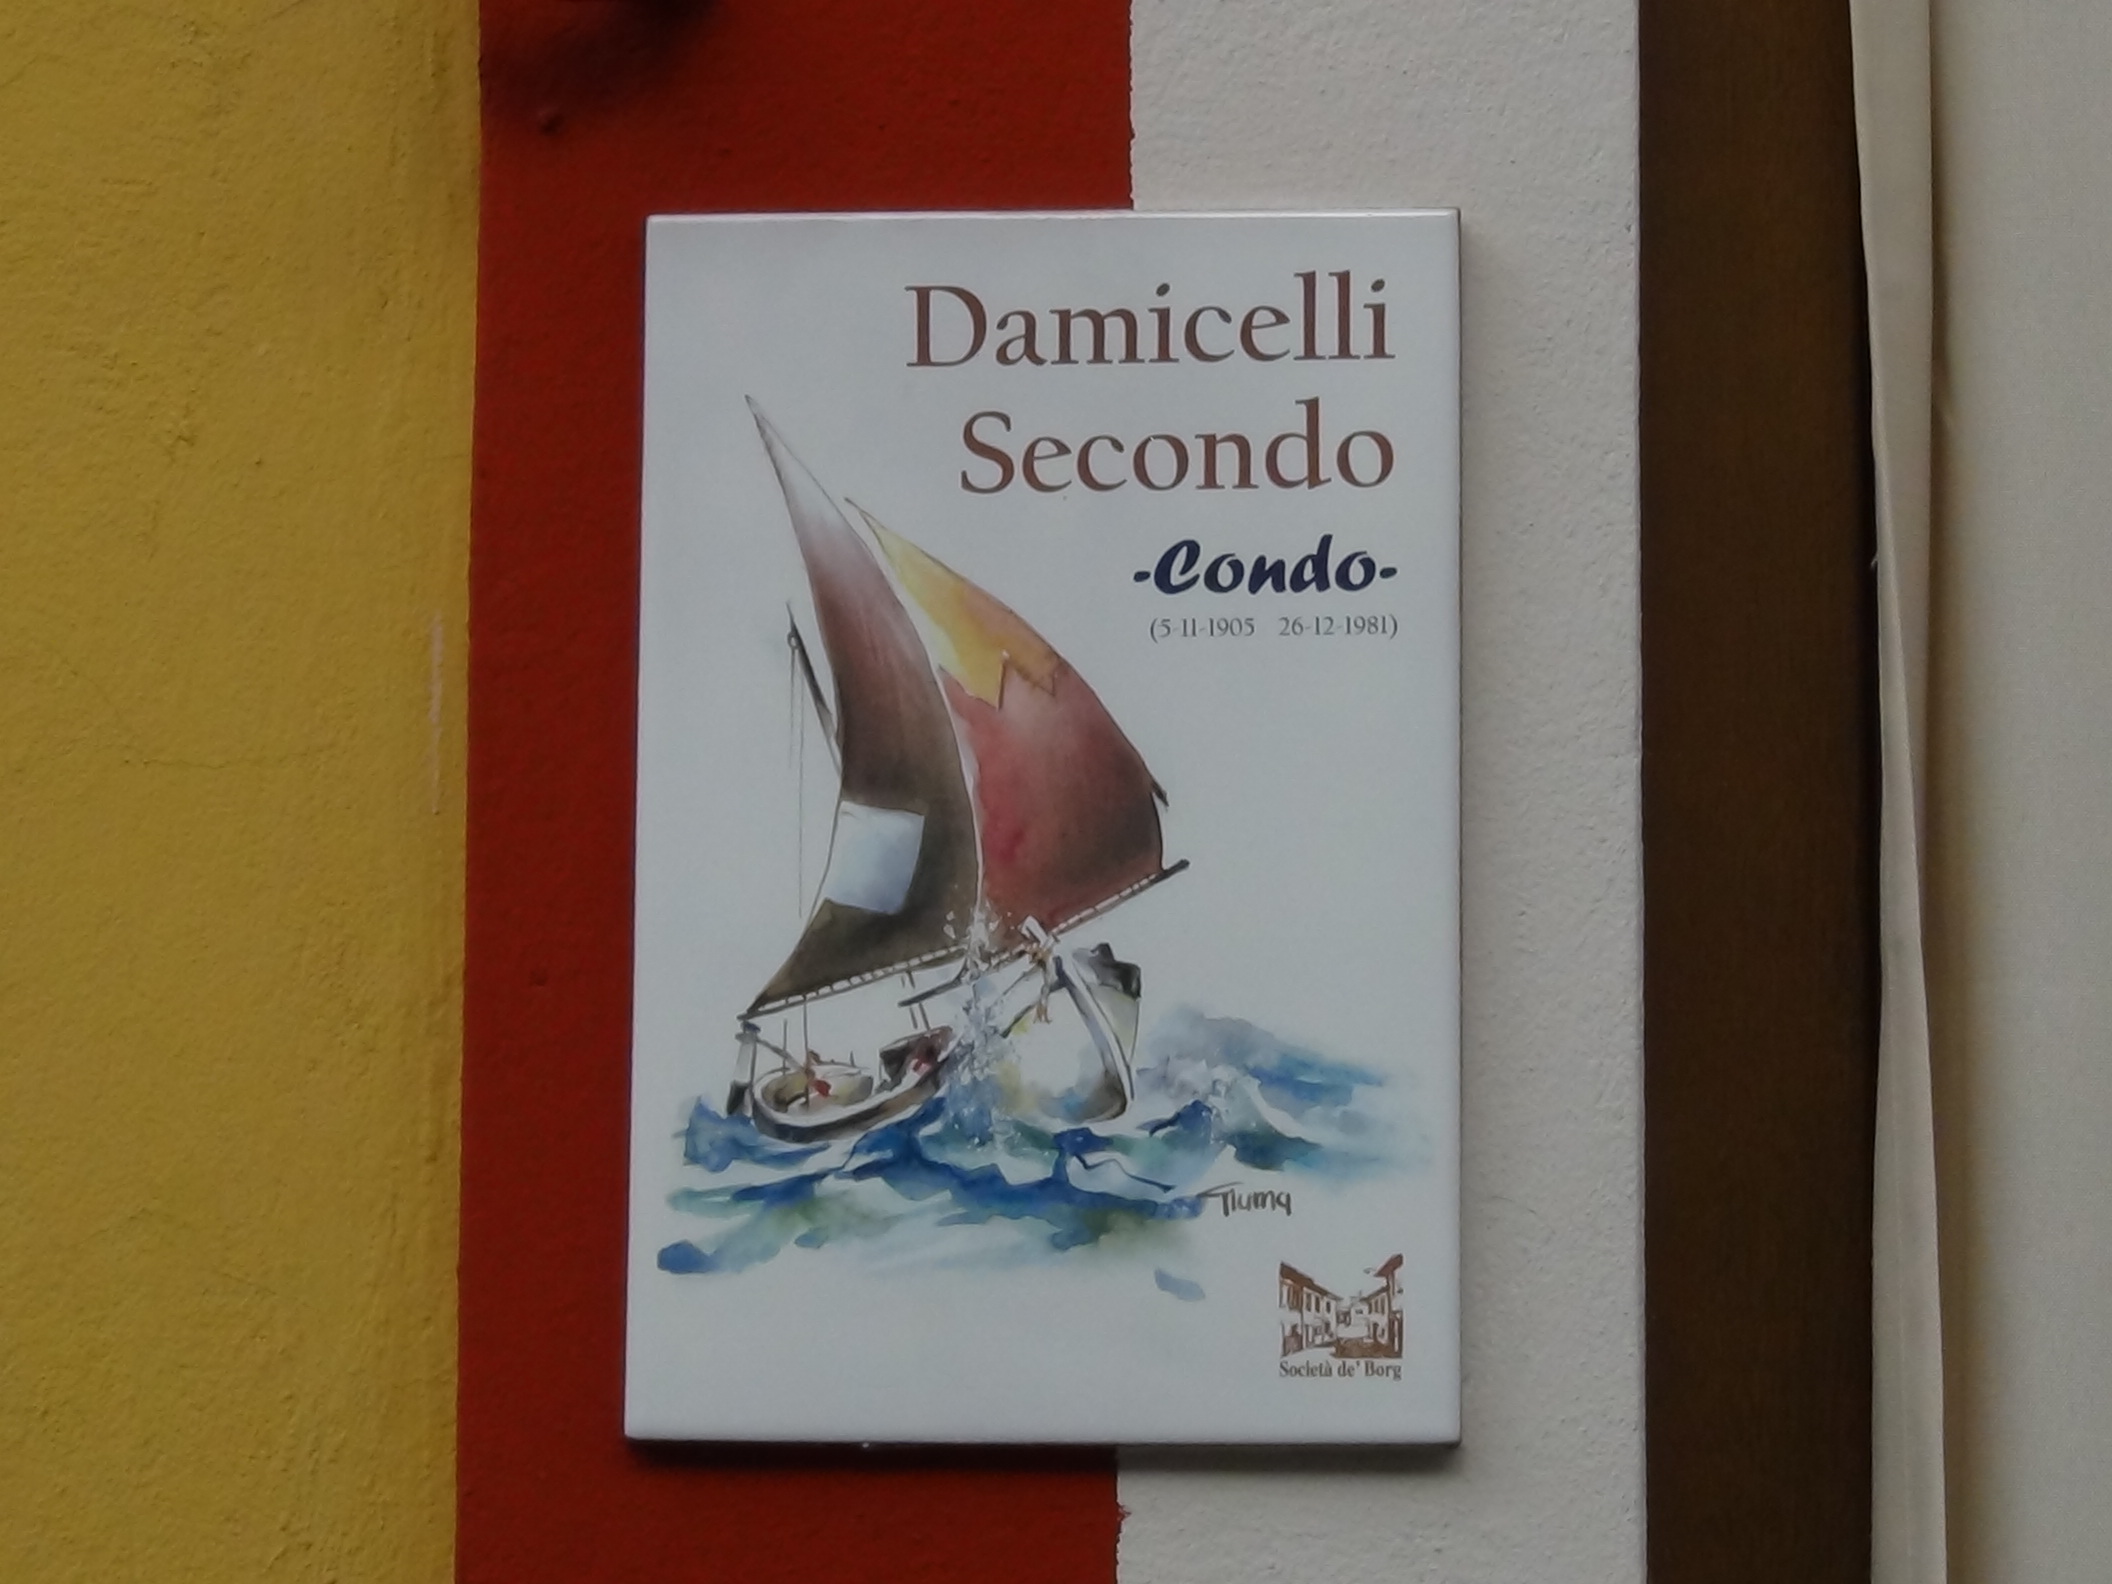 Damicelli
Secondo
-Condo-
(5-11-1905 26-12-1981)
Società de' Borg